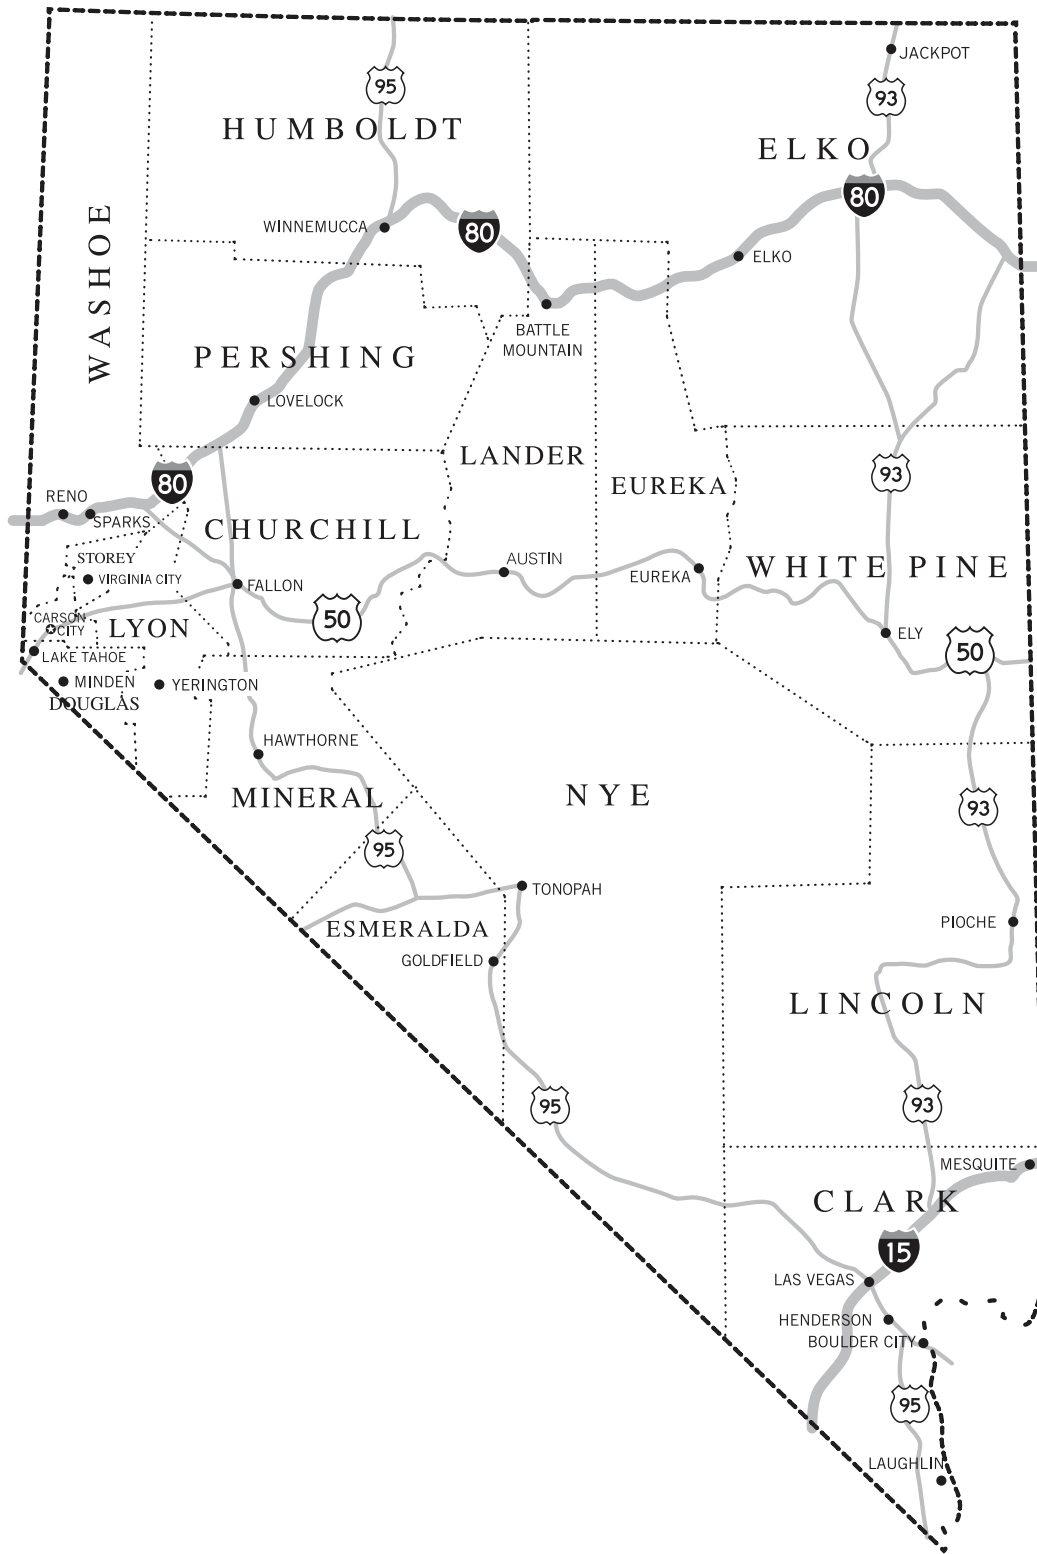 JACKPOT
95
93
HUMBOLDT
ELKO
80
WASHOE
WINNEMUCCA
80
ELKO
BATTLE
MOUNTAIN
PERSHING
LOVELOCK
LANDER
80
93
EUREKA
RENO
SPARKS
CHURCHILL
STOREY
AUSTIN
WHITE PINE
EUREKA
VIRGINIA CITY
FALLON
CARSON
CITY
50
LYON
ELY
50
LAKE TAHOE
MINDEN
YERINGTON
DOUGLAS
HAWTHORNE
MINERAL
NYE
93
95
TONOPAH
ESMERALDA
PIOCHE
GOLDFIELD
LINCOLN
95
93
MESQUITE
CLARK
15
LAS VEGAS
HENDERSON
BOULDER CITY
95
LAUGHLIN